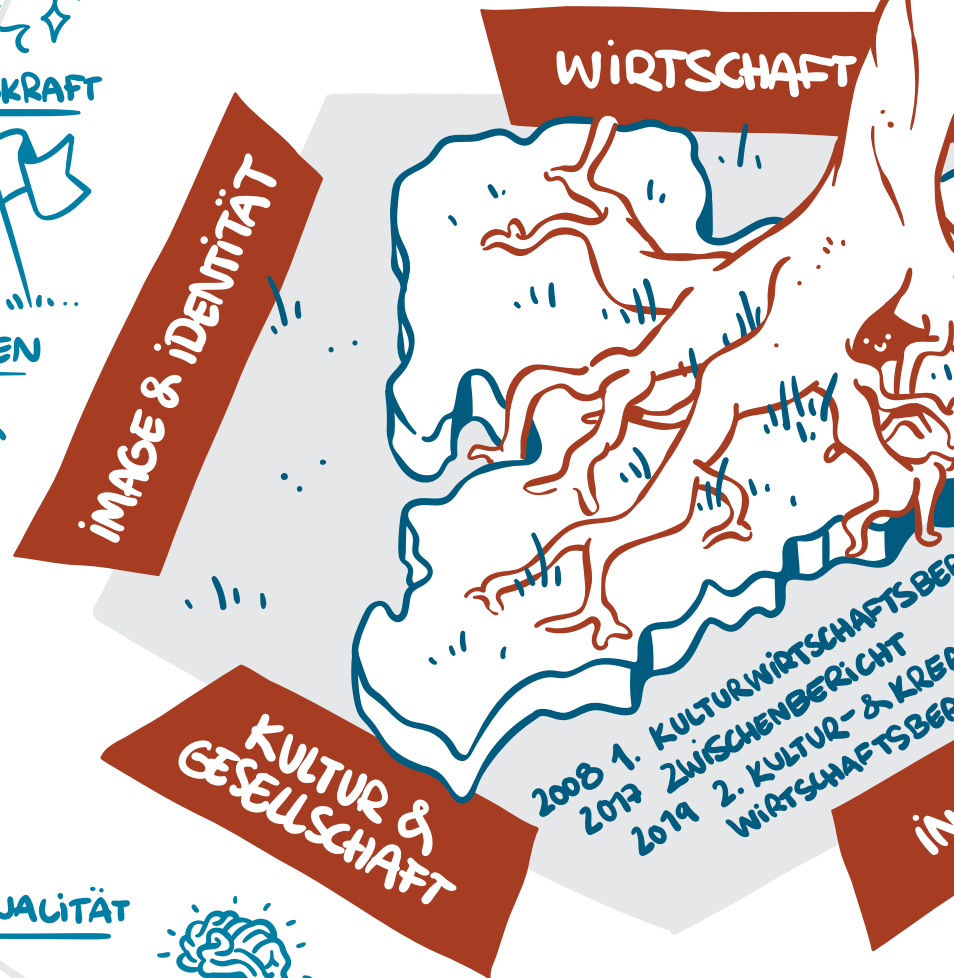 KRAFT
WiRTSCHAFT
iMAGE & iDENTiTÄT
EN
2008 1. KULTURWiRTSCHAFTSBER
2017 ZWiSCHENBERiCHT
2019 2. KULTUR- & KREA
WiRTSCHAFTSBER
KULTUR &
GESELLSCHAFT
iN
UALiTÄT